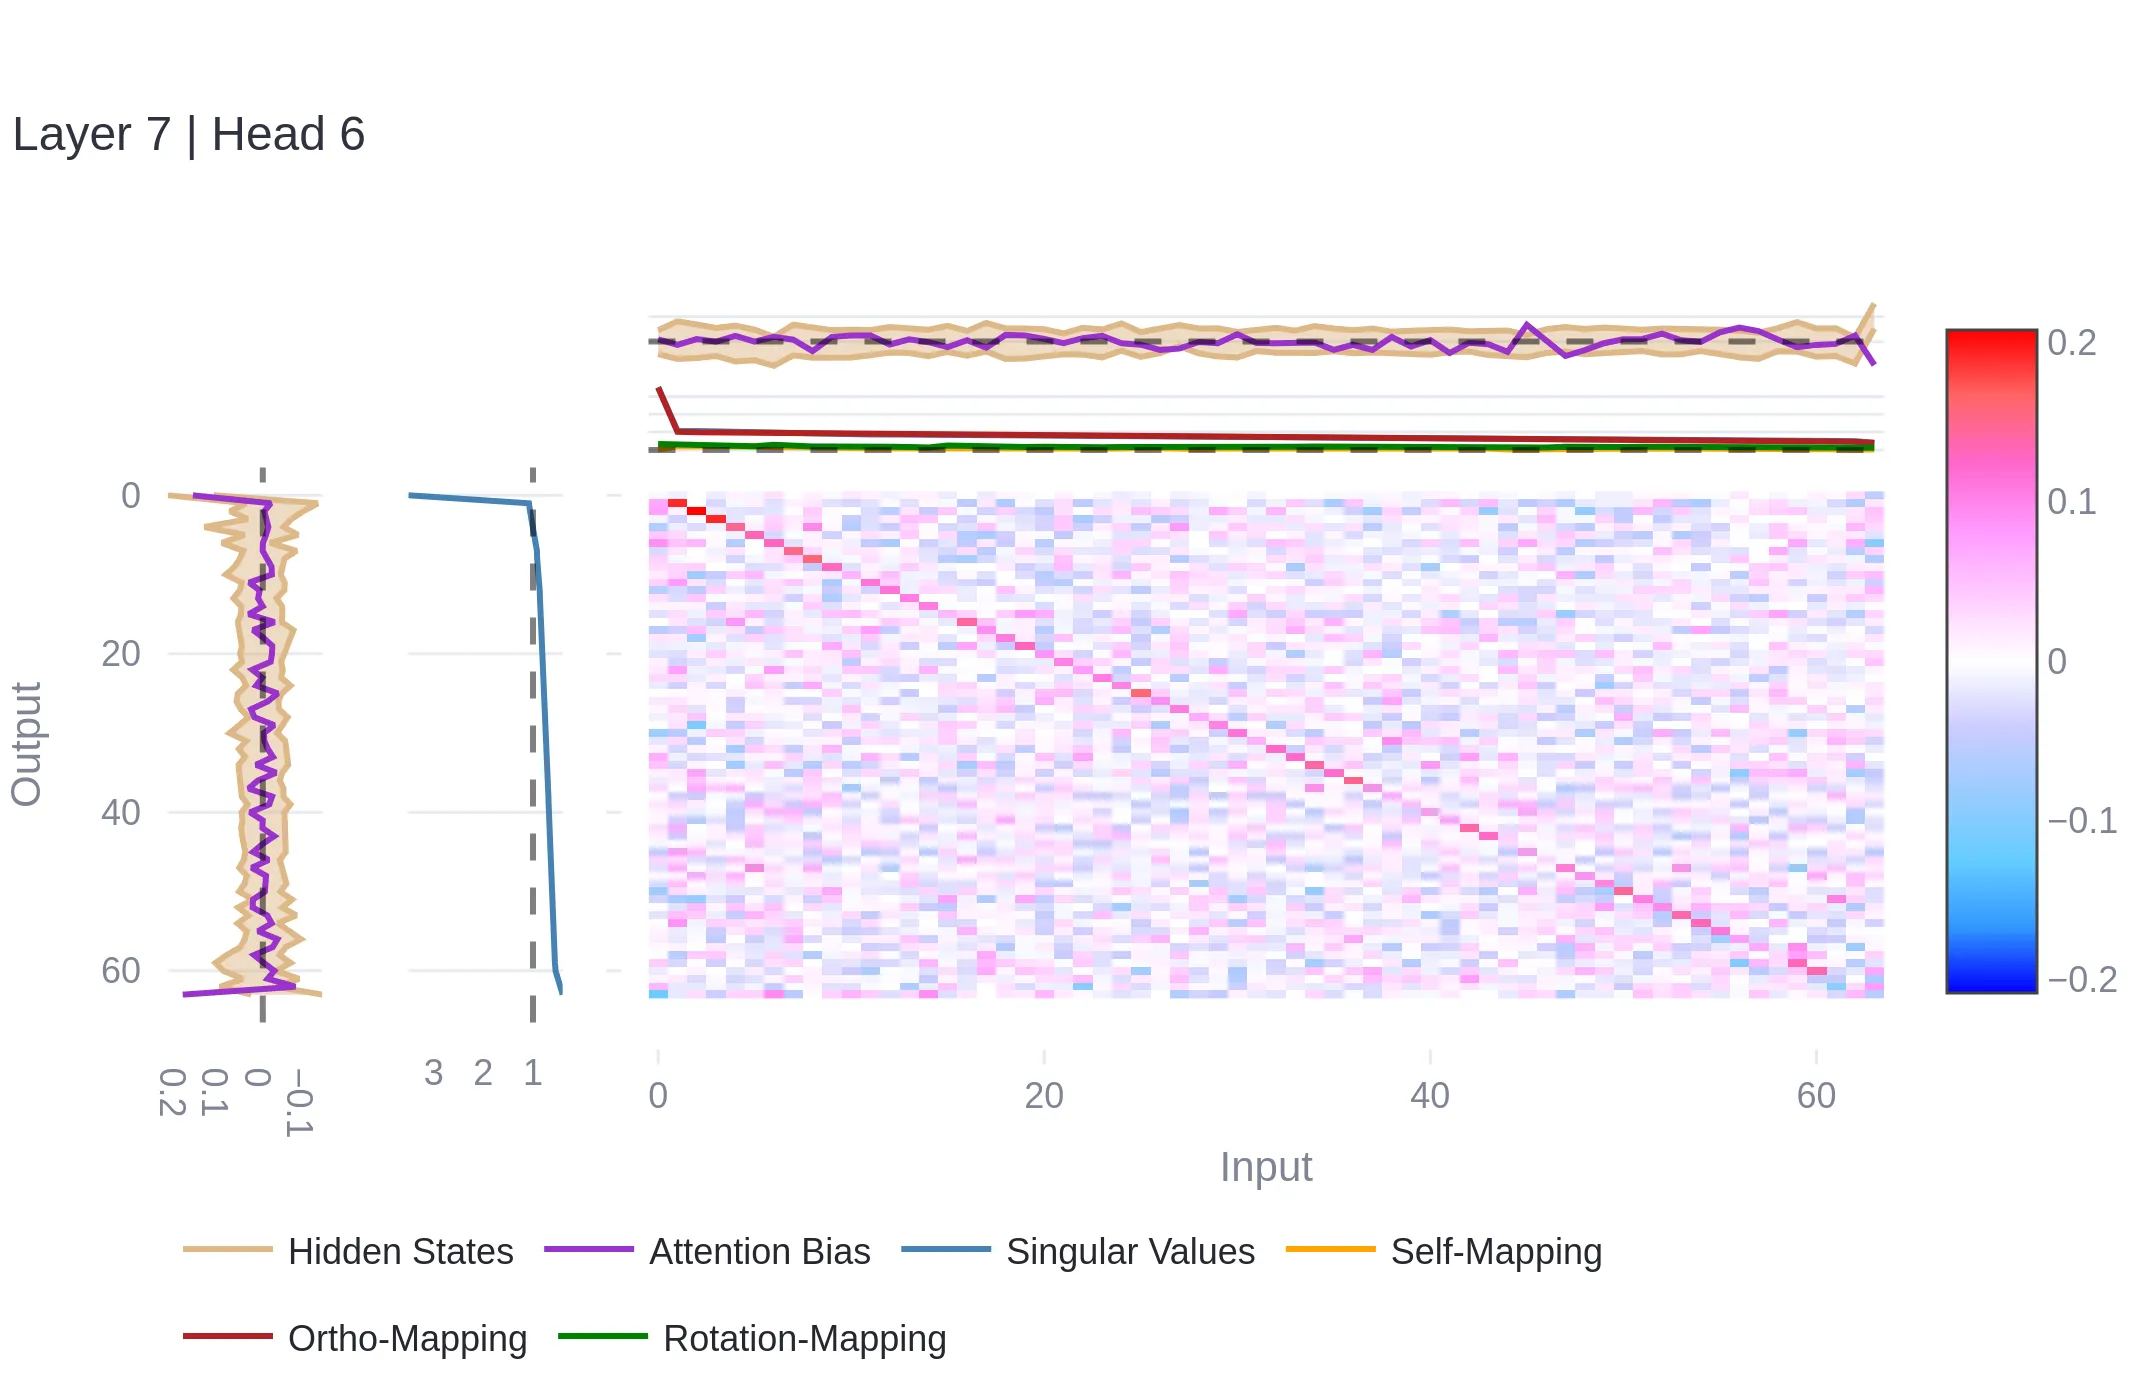 Layer 7 | Head 6
0.2
0.1
0
−0.1
−0.2
0
20
40
60
Output
0.2
0.1
0
−0.1
3 2 1
0 20 40 60
Input
Hidden States Attention Bias Singular Values Self-Mapping
Ortho-Mapping Rotation-Mapping